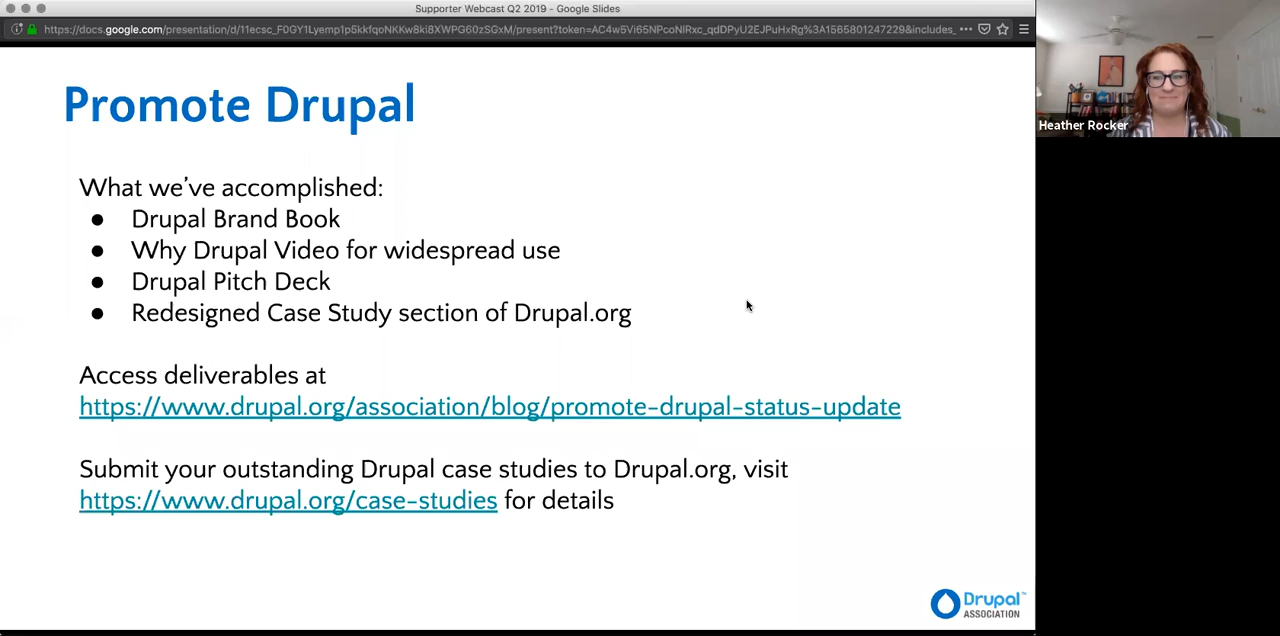 Supporter Webcast Q2 2019 - Google Slides
Promote Drupal
Heather Rocker
What we've accomplished:
● Drupal Brand Book
● Why Drupal Video for widespread use
● Drupal Pitch Deck
● Redesigned Case Study section of Drupal.org
Access deliverables at
https://www.drupal.org/association/blog/promote-drupal-status-update
Submit your outstanding Drupal case studies to Drupal.org, visit
https://www.drupal.org/case-studies for details
Drupal™
ASSOCIATION